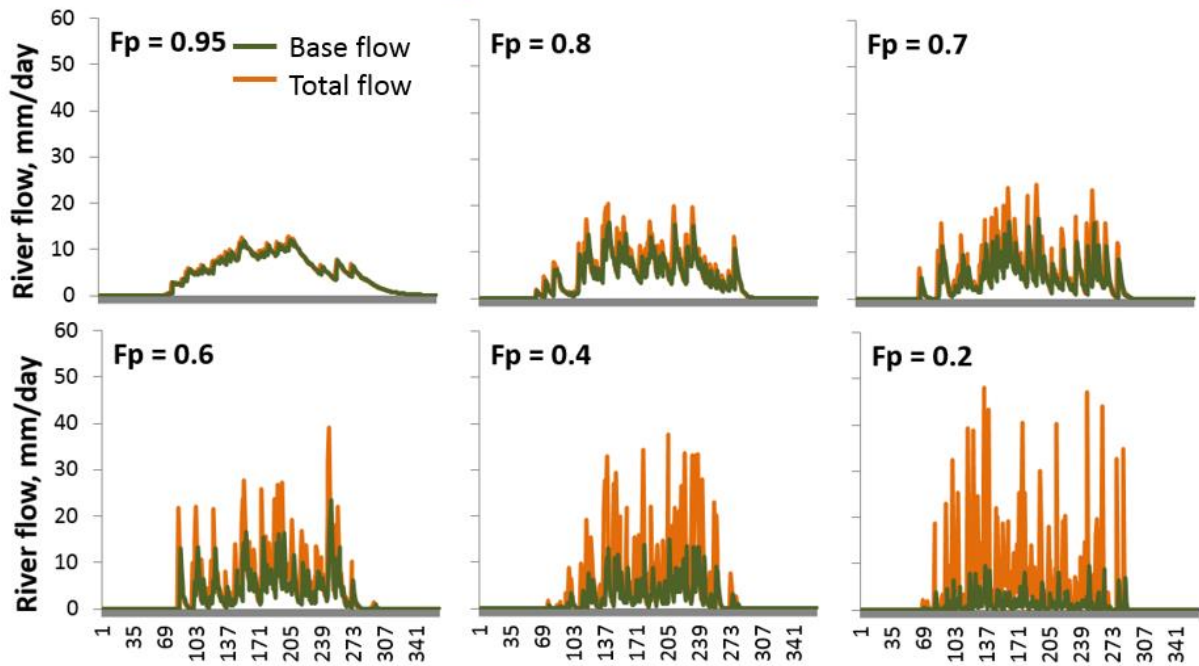 60
50
40
30
20
10
0
River flow, mm/day
Fp = 0.95
Base flow
Total flow
Fp = 0.8
Fp = 0.7
60
50
40
30
20
10
0
River flow, mm/day
Fp = 0.6
Fp = 0.4
Fp = 0.2
1 35 69 103 137 171 205 239 273 307 341
1 35 69 103 137 171 205 239 273 307 341
1 35 69 103 137 171 205 239 273 307 341